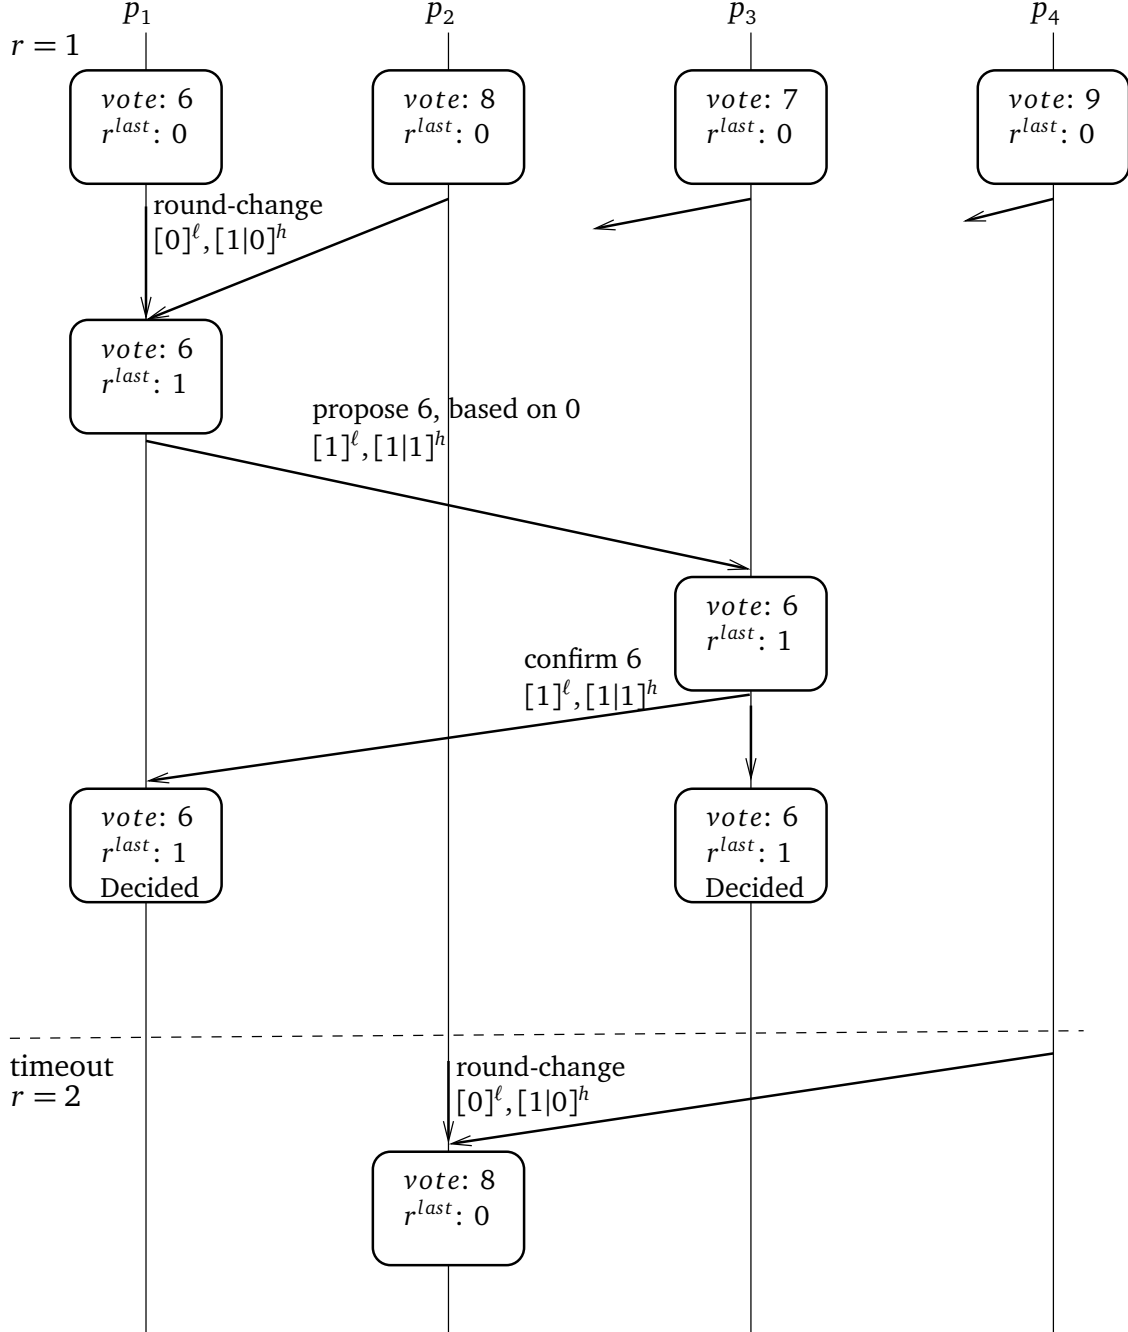 p₁ p₂ p₃ p₄
r = 1
vote: 6
r^last: 0
vote: 8
r^last: 0
vote: 7
r^last: 0
vote: 9
r^last: 0
round-change
[0]^ℓ, [1|0]^h
vote: 6
r^last: 1
propose 6, based on 0
[1]^ℓ, [1|1]^h
vote: 6
r^last: 1
confirm 6
[1]^ℓ, [1|1]^h
vote: 6
r^last: 1
Decided
vote: 6
r^last: 1
Decided
timeout
r = 2
round-change
[0]^ℓ, [1|0]^h
vote: 8
r^last: 0